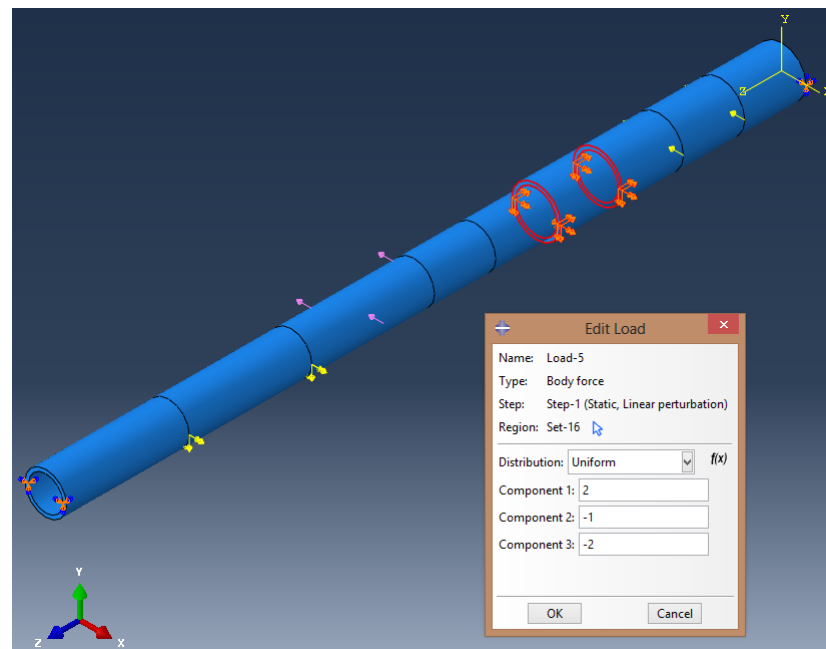 Y
Z
X
Edit Load
Name: Load-5
Type: Body force
Step: Step-1 (Static, Linear perturbation)
Region: Set-16
Distribution: Uniform f(x)
Component 1: 2
Component 2: -1
Component 3: -2
OK Cancel
Y
Z X